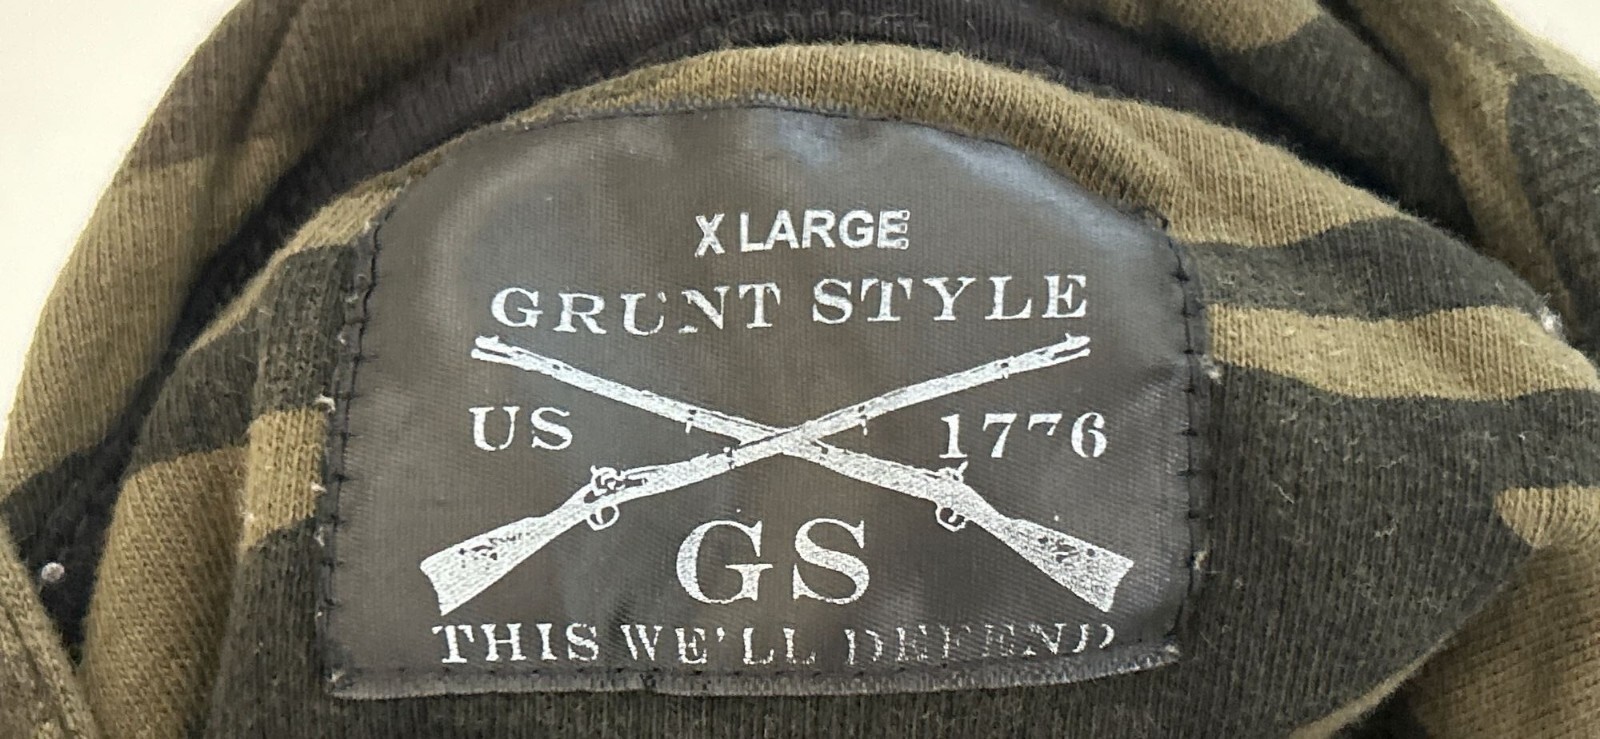 X LARGE
GRUNT STYLE
US 1776
GS
THIS WE'LL DEFEND